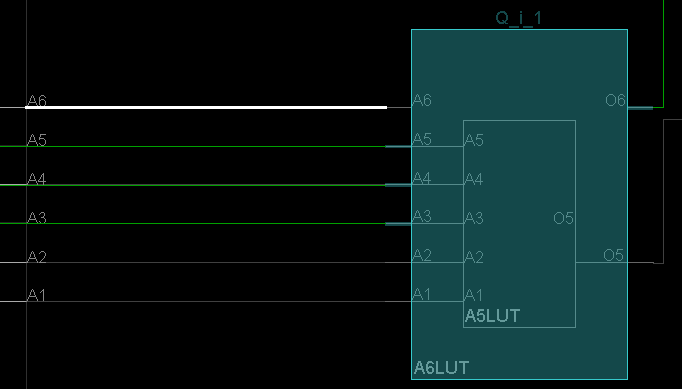 Q_i_1
A6 A6 O6
A5 A5 A5
A4 A4 A4
A3 A3 A3 O5
A2 A2 A2 O5
A1 A1 A1
A5LUT
A6LUT